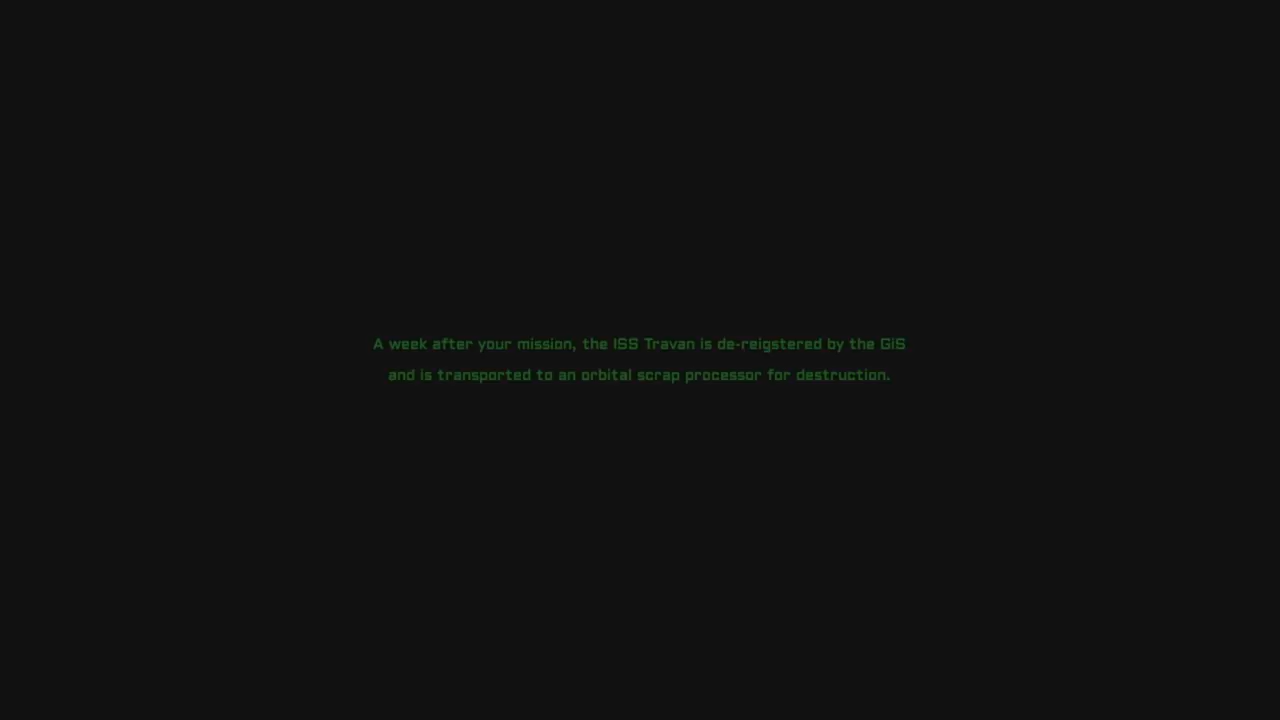 A week after your mission, the ISS Travan is de-reigstered by the GiS
and is transported to an orbital scrap processor for destruction.